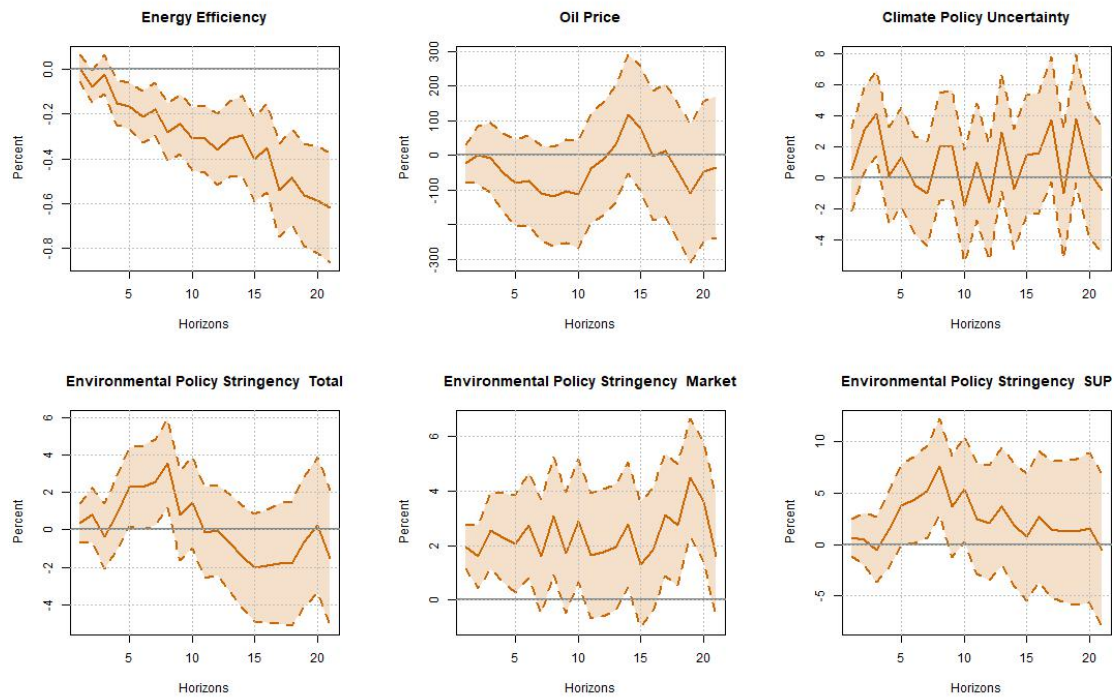 Energy Efficiency
Percent
0.0
-0.2
-0.4
-0.6
-0.8
5 10 15 20
Horizons
Oil Price
Percent
300
200
100
0
-100
-300
5 10 15 20
Horizons
Climate Policy Uncertainty
Percent
8
6
4
2
0
-2
-4
5 10 15 20
Horizons
Environmental Policy Stringency Total
Percent
6
4
2
0
-2
-4
5 10 15 20
Horizons
Environmental Policy Stringency Market
Percent
6
4
2
0
5 10 15 20
Horizons
Environmental Policy Stringency SUP
Percent
10
5
0
-5
5 10 15 20
Horizons